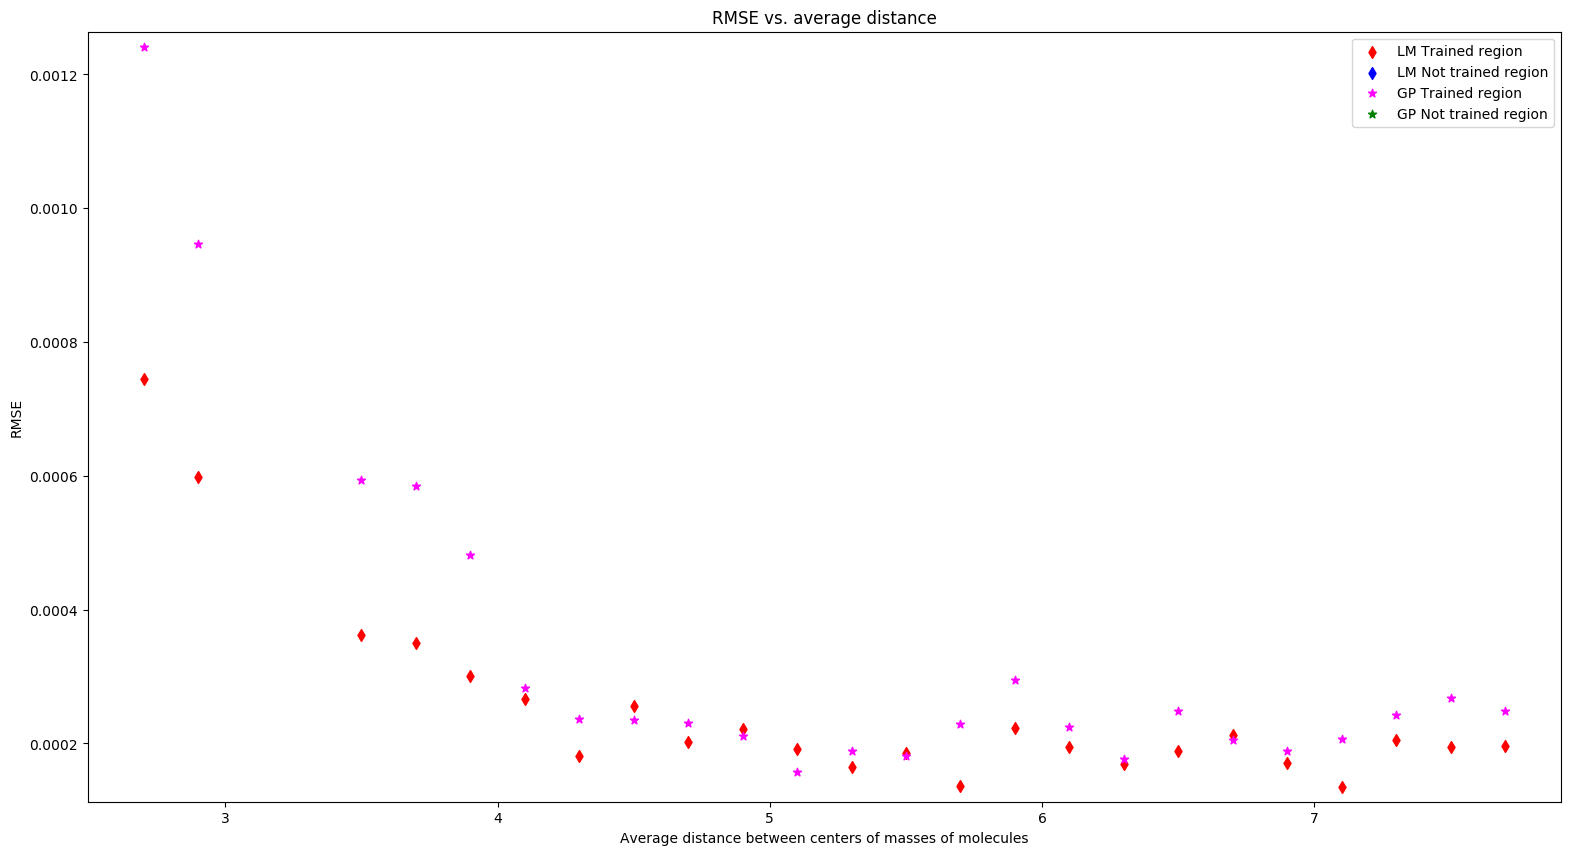 RMSE vs. average distance
LM Trained region
LM Not trained region
GP Trained region
GP Not trained region
0.0012
0.0010
0.0008
0.0006
0.0004
0.0002
RMSE
3
4
5
6
7
Average distance between centers of masses of molecules